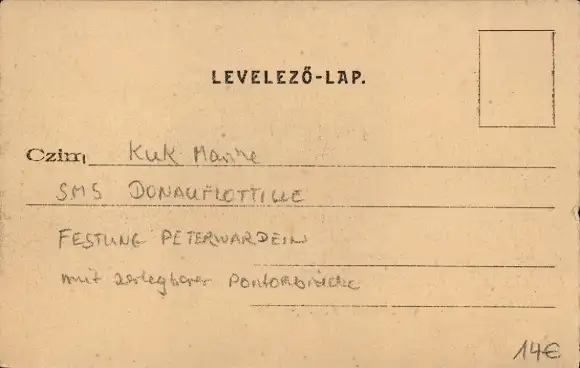 LEVELEZŐ-LAP.
Czim, KuK Marine
SMS DONAUFLOTTILLE
FESTUNG PETERWARDEIN
mit zerlegbarer Pontonbrücke
14€